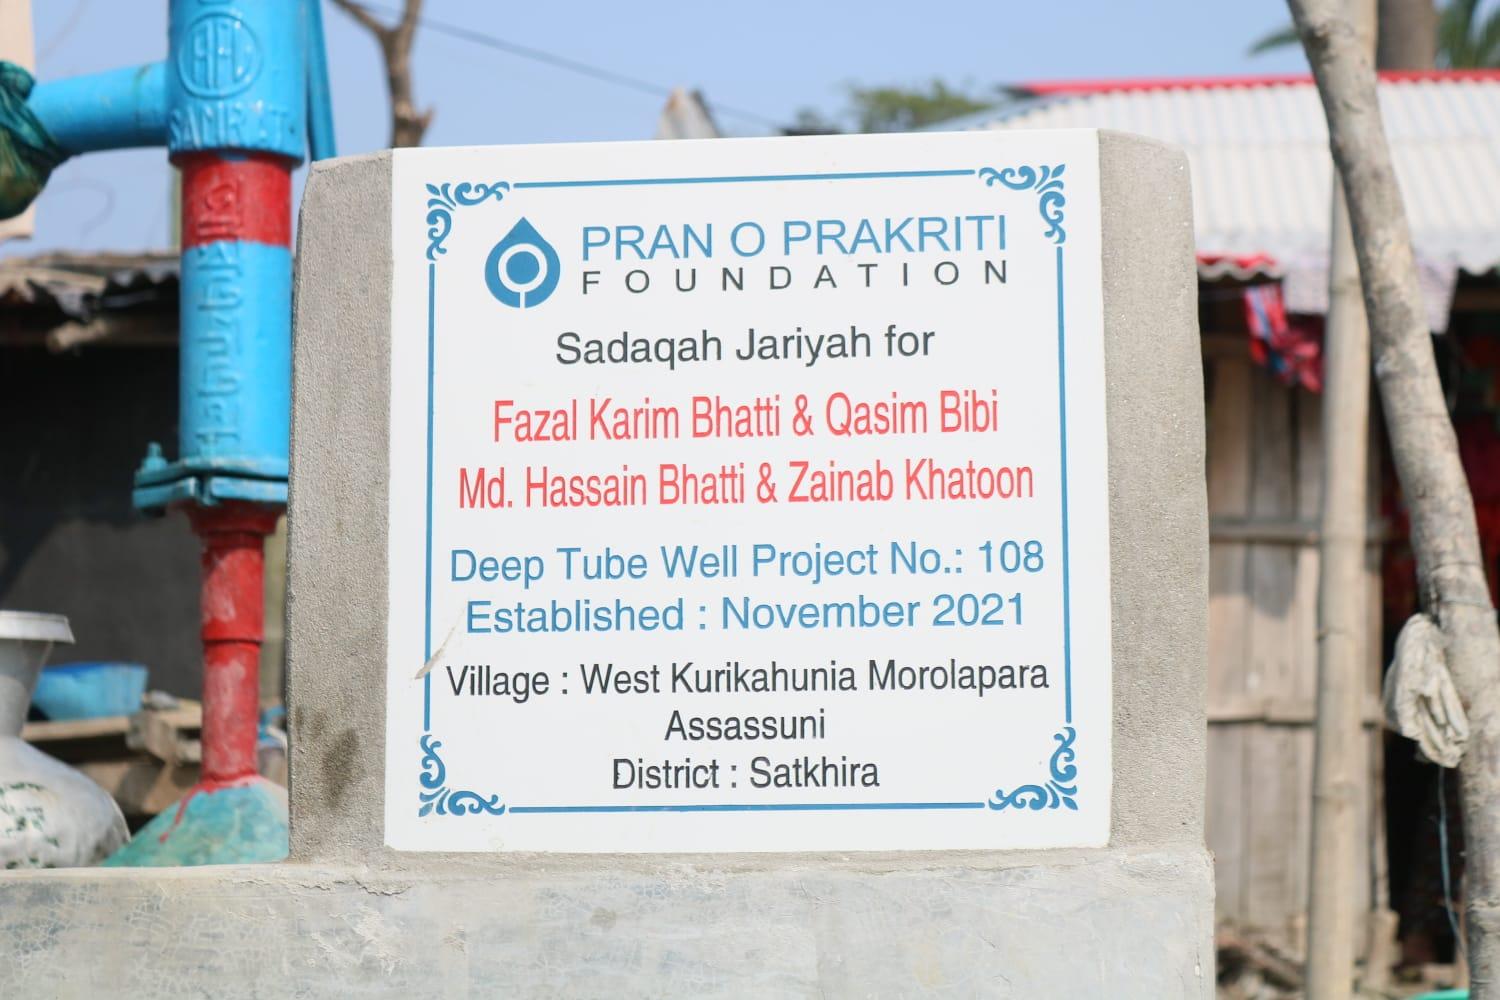 SAMRAT
PRAN O PRAKRITI
FOUNDATION
Sadaqah Jariyah for
Fazal Karim Bhatti & Qasim Bibi
Md. Hassain Bhatti & Zainab Khatoon
Deep Tube Well Project No.: 108
Established : November 2021
Village : West Kurikahunia Morolapara
Assassuni
District : Satkhira